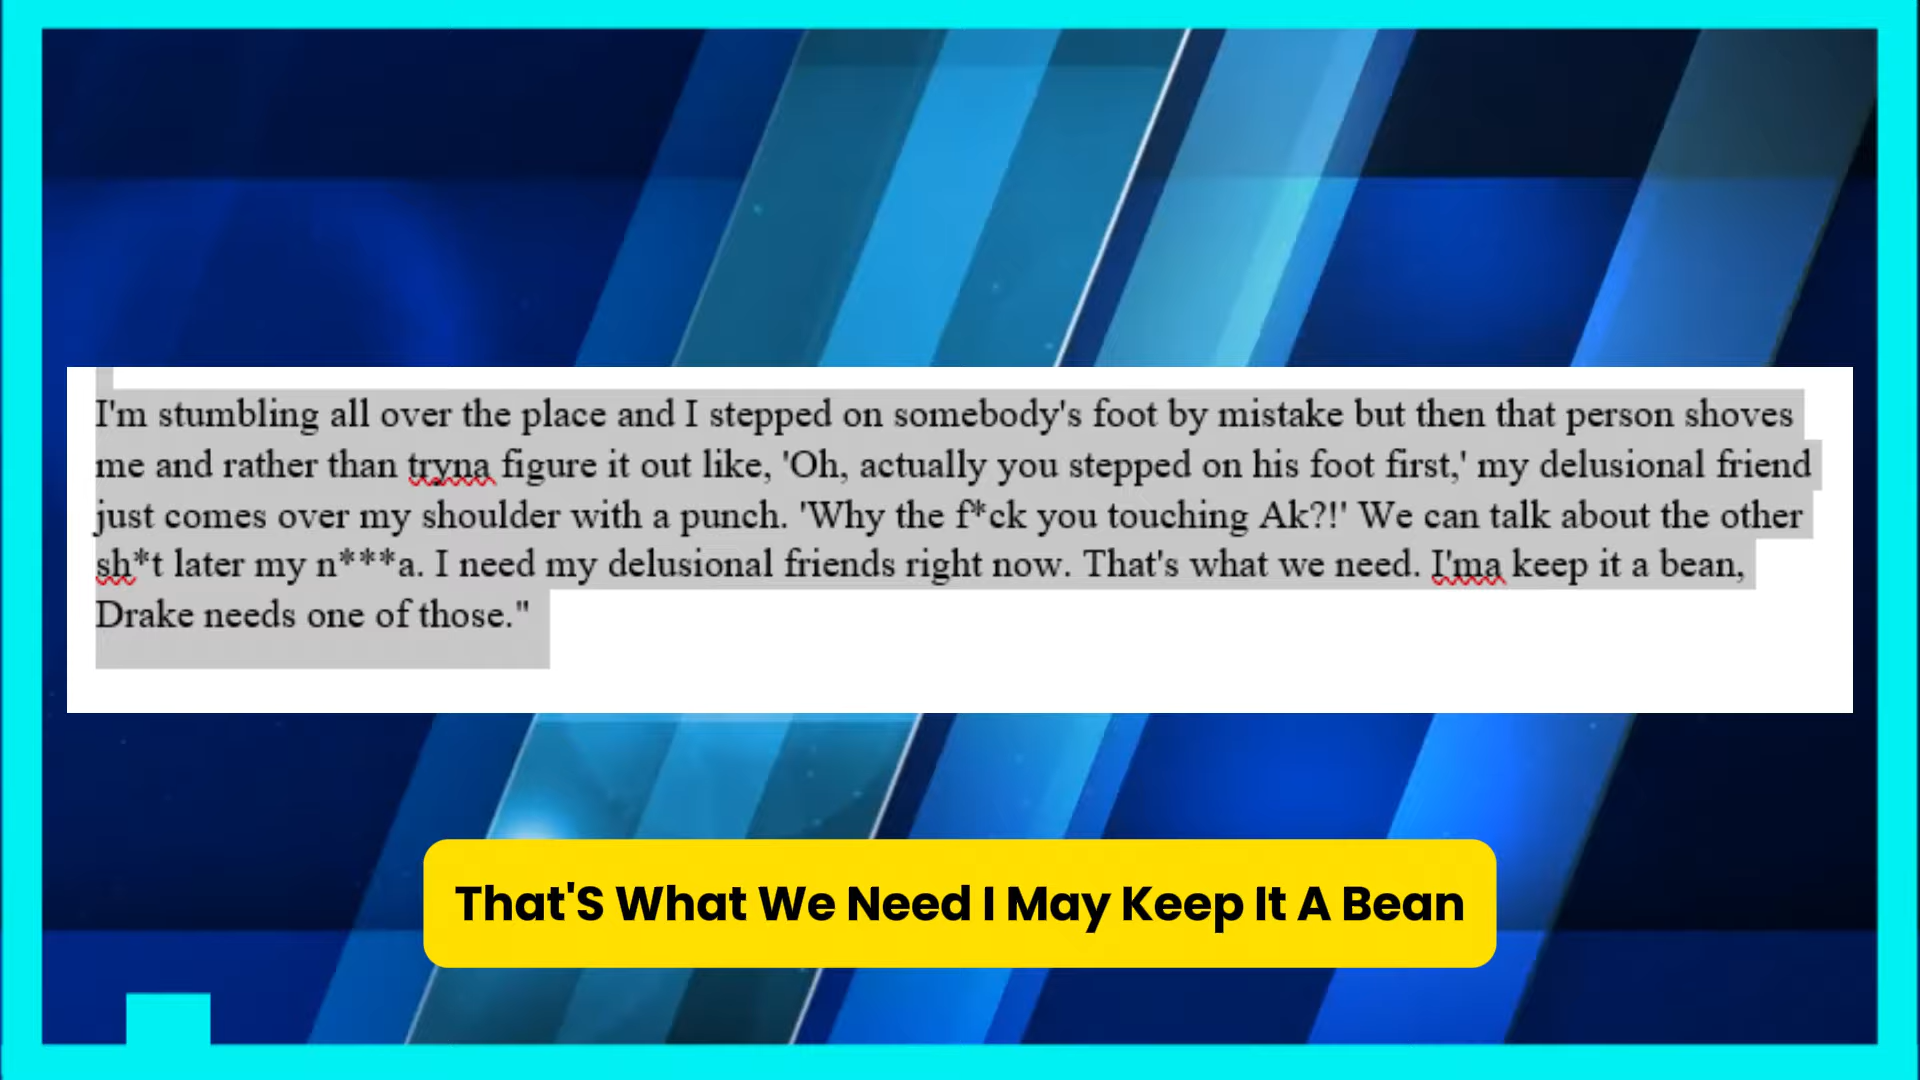 I'm stumbling all over the place and I stepped on somebody's foot by mistake but then that person shoves
me and rather than tryna figure it out like, 'Oh, actually you stepped on his foot first,' my delusional friend
just comes over my shoulder with a punch. 'Why the f*ck you touching Ak?!' We can talk about the other
sh*t later my n***a. I need my delusional friends right now. That's what we need. I'ma keep it a bean,
Drake needs one of those."
That'S What We Need I May Keep It A Bean